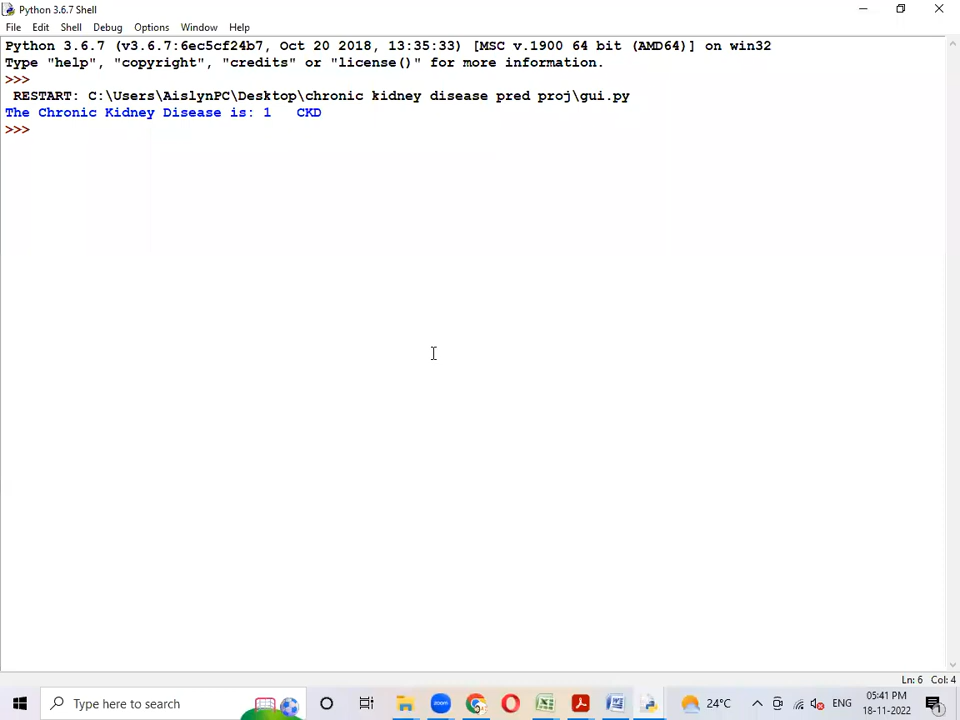 Python 3.6.7 Shell
File Edit Shell Debug Options Window Help
Python 3.6.7 (v3.6.7:6ec5cf24b7, Oct 20 2018, 13:35:33) [MSC v.1900 64 bit (AMD64)] on win32
Type "help", "copyright", "credits" or "license()" for more information.
>>>
 RESTART: C:\Users\AislynPC\Desktop\chronic kidney disease pred proj\gui.py
The Chronic Kidney Disease is: 1   CKD
>>>
Ln: 6 Col: 4
Type here to search
zoom
24°C
ENG
05:41 PM
18-11-2022
1